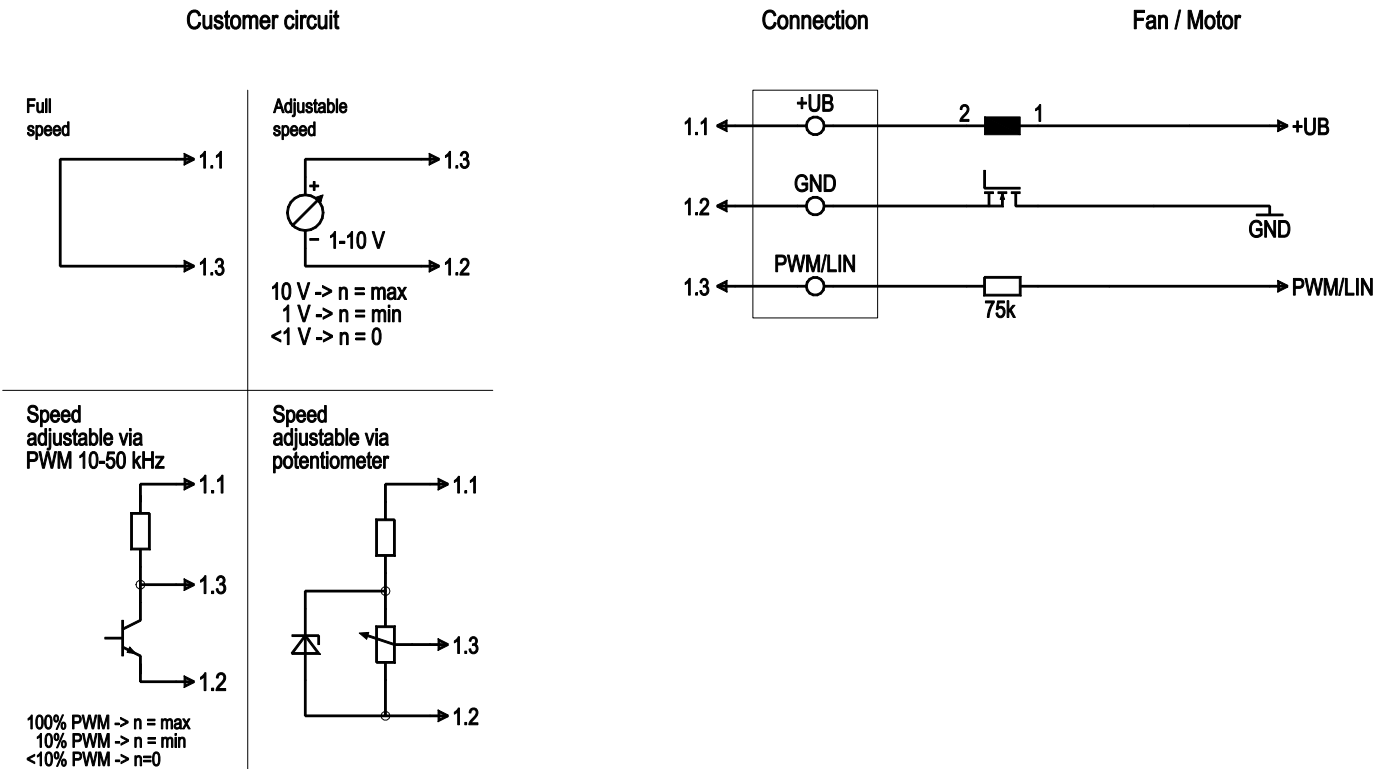 Customer circuit
Connection
Fan / Motor
Full
speed
1.1
1.3
Adjustable
speed
1.3
+
–
1-10 V
1.2
10 V -> n = max
1 V -> n = min
<1 V -> n = 0
+UB
1.1
2
1
+UB
GND
1.2
GND
PWM/LIN
1.3
75k
PWM/LIN
Speed
adjustable via
PWM 10-50 kHz
1.1
1.3
1.2
100% PWM -> n = max
10% PWM -> n = min
<10% PWM -> n=0
Speed
adjustable via
potentiometer
1.1
1.3
1.2